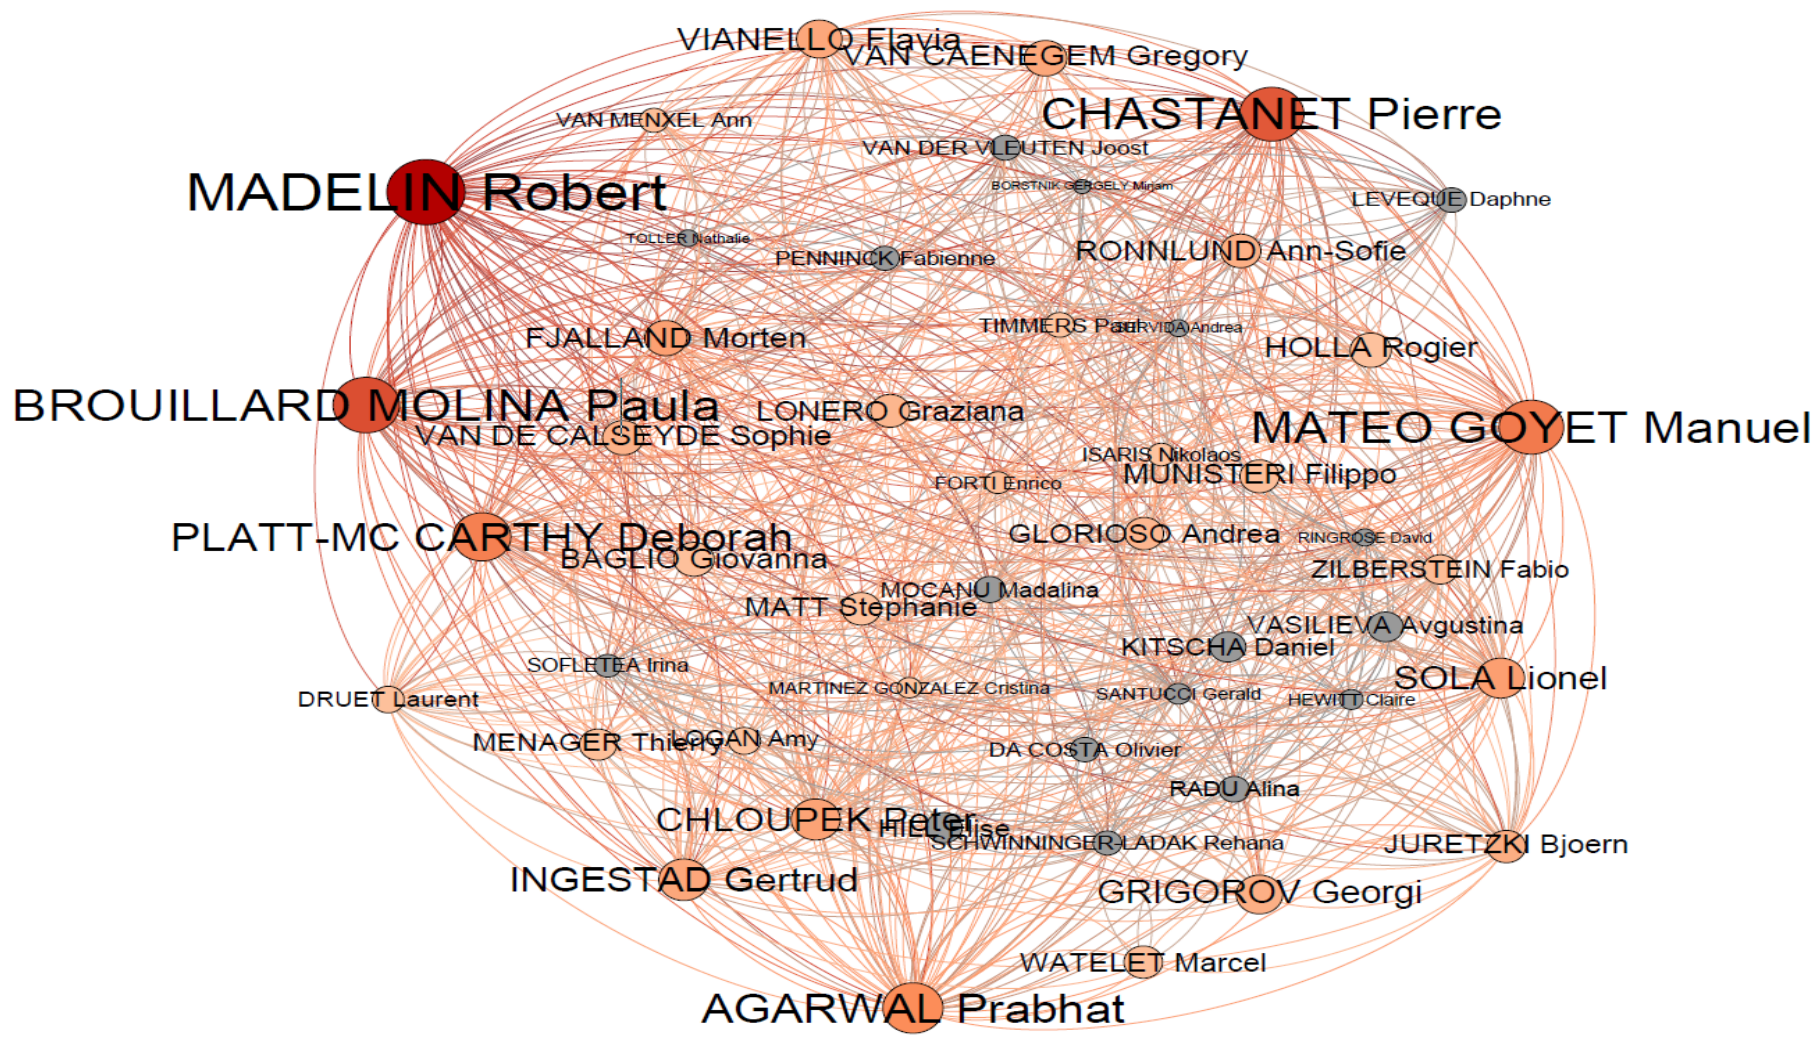 VIANELLO Flavia
VAN CAENEGEM Gregory
CHASTANET Pierre
VAN MENXEL Ann
VAN DER VLEUTEN Joost
BORSTNIK GERGELY Mirjam
MADELIN Robert
LEVEQUE Daphne
TOLLER Nathalie
PENNINCK Fabienne
RONNLUND Ann-Sofie
TIMMERS Paul
SERVIDA Andrea
FJALLAND Morten
HOLLA Rogier
BROUILLARD MOLINA Paula
LONERO Graziana
VAN DE CALSEYDE Sophie
MATEO GOYET Manuel
ISARIS Nikolaos
MUNISTERI Filippo
FORTI Enrico
PLATT-MC CARTHY Deborah
GLORIOSO Andrea
RINGROSE David
BAGLIO Giovanna
ZILBERSTEIN Fabio
MOCANU Madalina
MATT Stephanie
VASILIEVA Avgustina
KITSCHA Daniel
SOFLETEA Irina
SOLA Lionel
MARTINEZ GONZALEZ Cristina
SANTUCCI Gerald
HEWITT Claire
DRUET Laurent
MENAGER Thierry
LOGAN Amy
DA COSTA Olivier
RADU Alina
CHLOUPEK Peter
HILL Elise
SCHWINNINGER-LADAK Rehana
JURETZKI Bjoern
INGESTAD Gertrud
GRIGOROV Georgi
WATELET Marcel
AGARWAL Prabhat